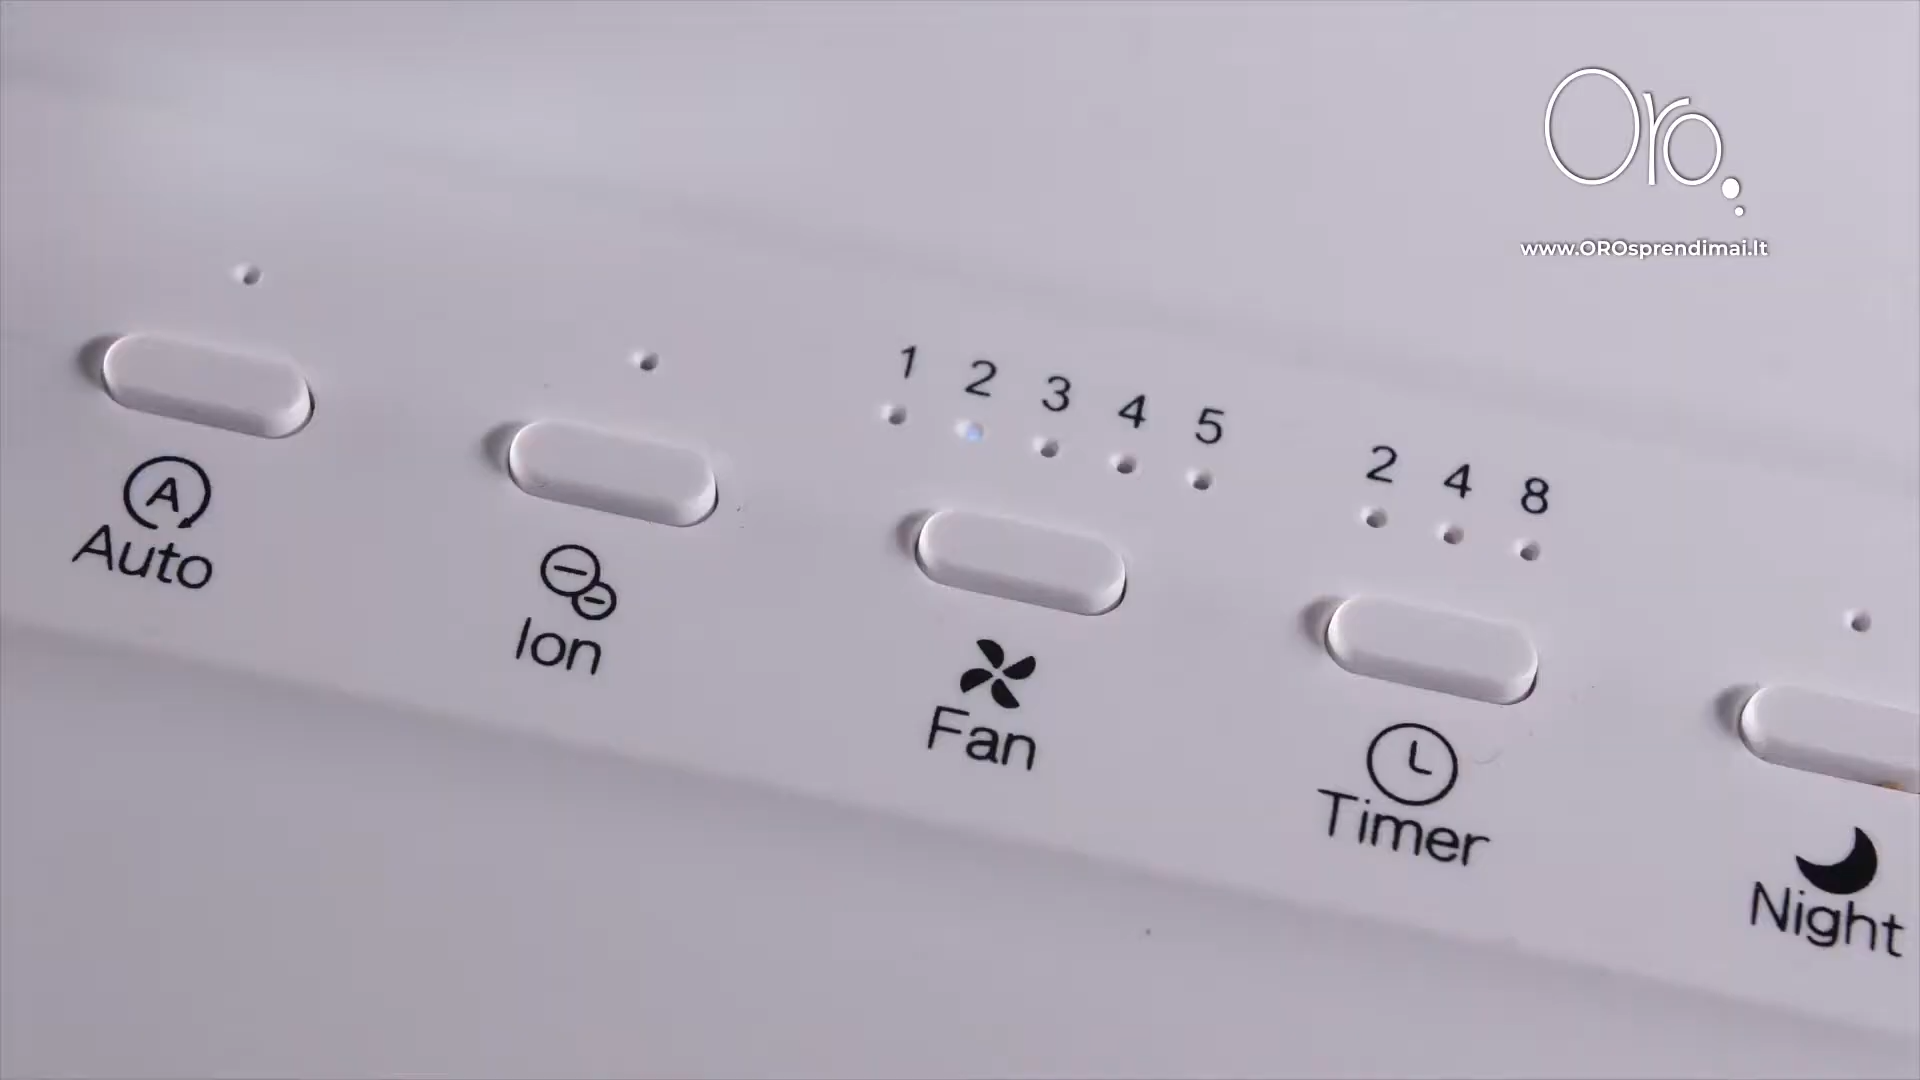 Oro.
www.OROsprendimai.lt
1 2 3 4 5
2 4 8
A
Auto
Ion
Fan
Timer
Night